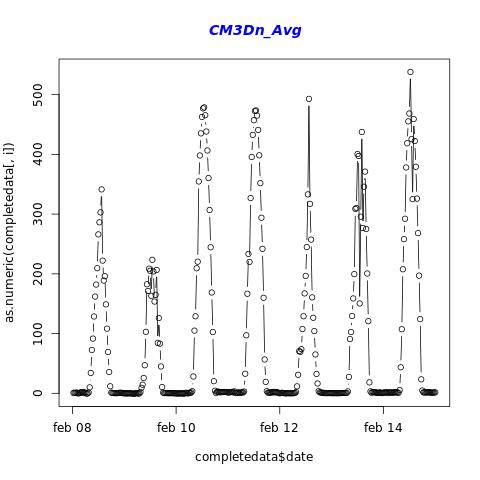 CM3Dn_Avg
as.numeric(completedata[, i])
500
400
300
200
100
0
feb 08
feb 10
feb 12
feb 14
completedata$date